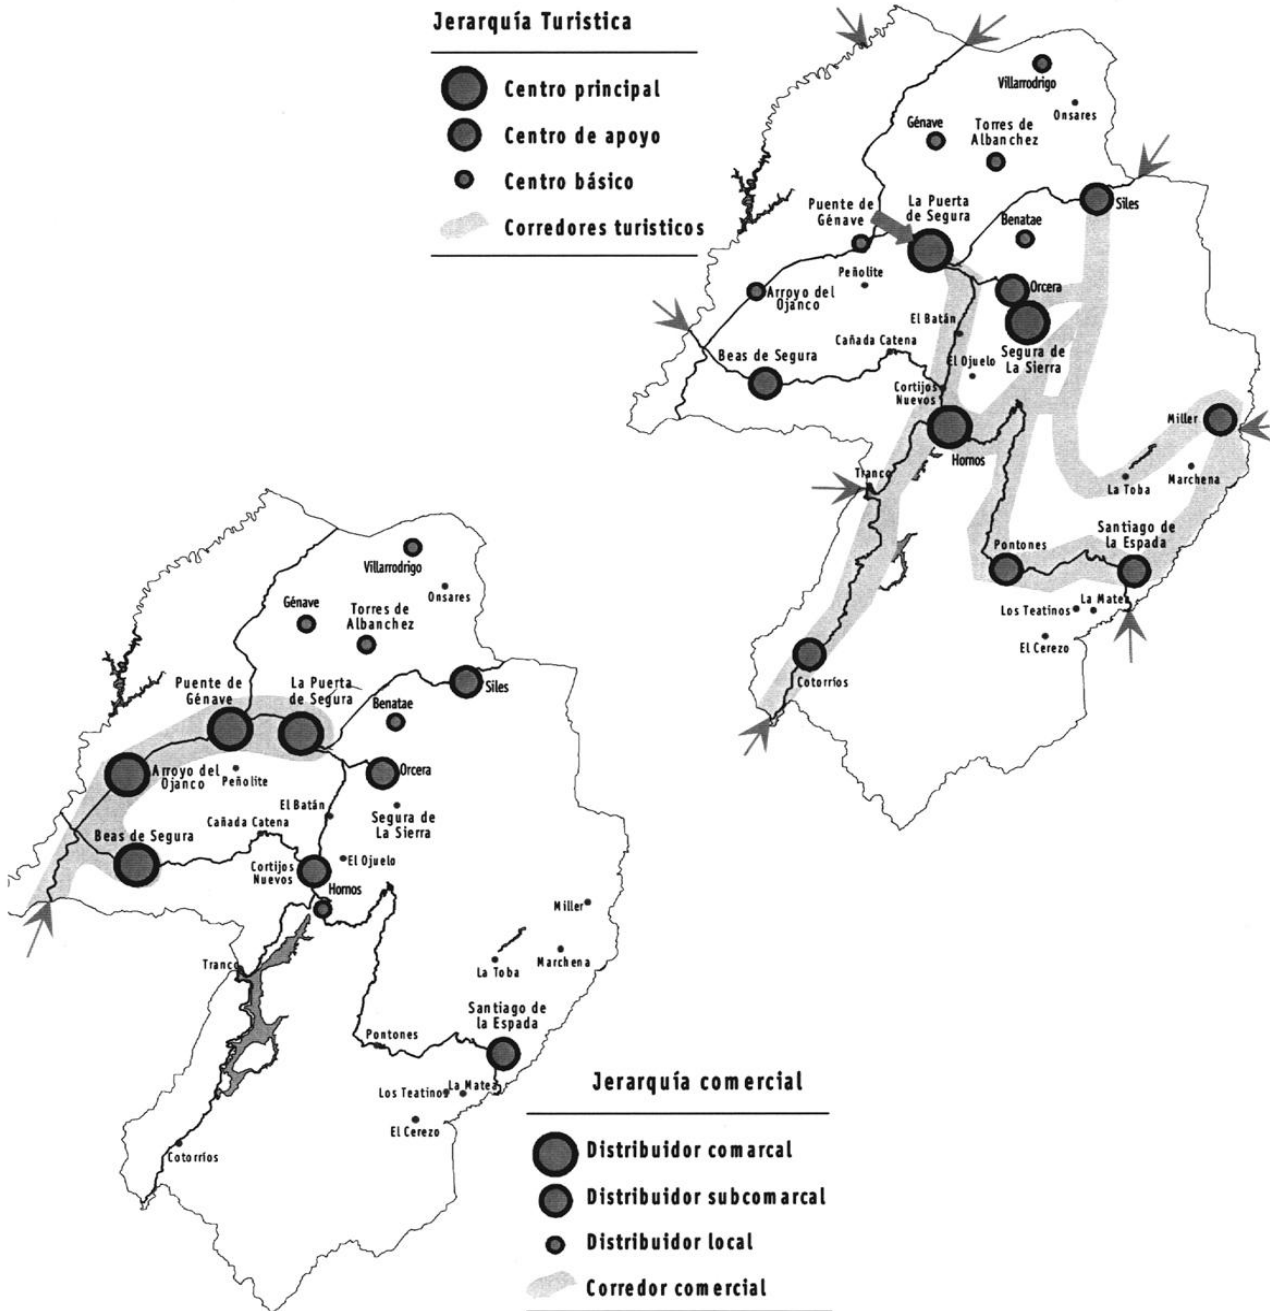 Jerarquía Turistica
Centro principal
Centro de apoyo
Centro básico
Corredores turisticos
Villarrodrigo
Onsares
Génave
Torres de
Albanchez
Siles
Puente de
Génave
La Puerta
de Segura
Benatae
Peñolite
Arroyo del
Ojanco
Orcera
El Batán
Cañada Catena
Segura de
La Sierra
Beas de Segura
El Ojuelo
Cortijos
Nuevos
Hornos
Miller
Marchena
Tranco
La Toba
Santiago de
la Espada
Pontones
La Matea
Los Teatinos
El Cerezo
Cotorríos
Villarrodrigo
Onsares
Génave
Torres de
Albanchez
Puente de
Génave
La Puerta
de Segura
Siles
Benatae
Arroyo del
Ojanco
Peñolite
Orcera
El Batán
Segura de
La Sierra
Cañada Catena
Beas de Segura
Cortijos
Nuevos
El Ojuelo
Hornos
Miller
Tranco
La Toba
Marchena
Santiago de
la Espada
Pontones
Los Teatinos
La Matea
El Cerezo
Cotorríos
Jerarquía comercial
Distribuidor comarcal
Distribuidor subcomarcal
Distribuidor local
Corredor comercial